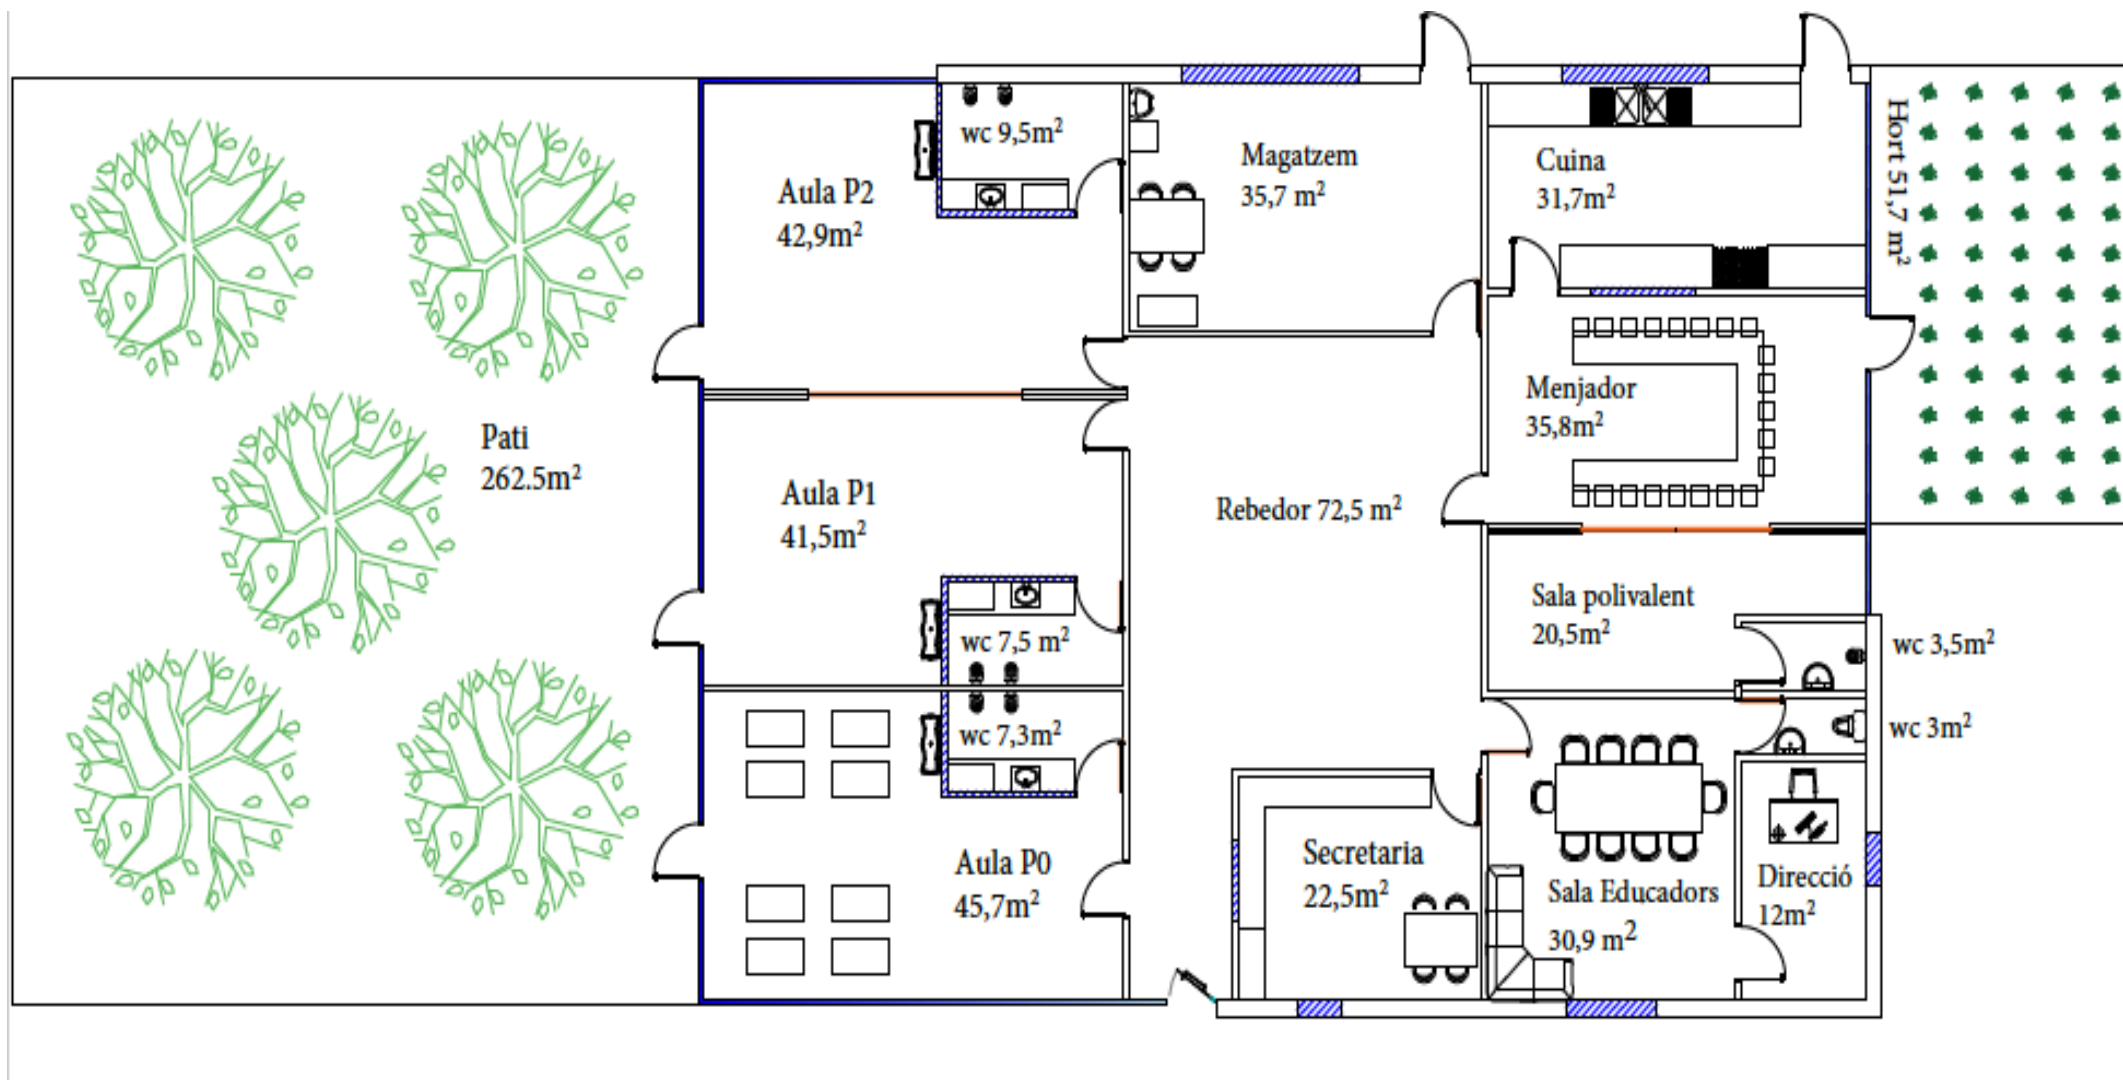 wc 9,5m²
Aula P2
42,9m²
Magatzem
35,7 m²
Cuina
31,7m²
Hort 51,7 m²
Pati
262.5m²
Aula P1
41,5m²
Rebedor 72,5 m²
Menjador
35,8m²
wc 7,5 m²
Sala polivalent
20,5m²
wc 3,5m²
wc 7,3m²
wc 3m²
Aula P0
45,7m²
Secretaria
22,5m²
Sala Educadors
30,9 m²
Direcció
12m²